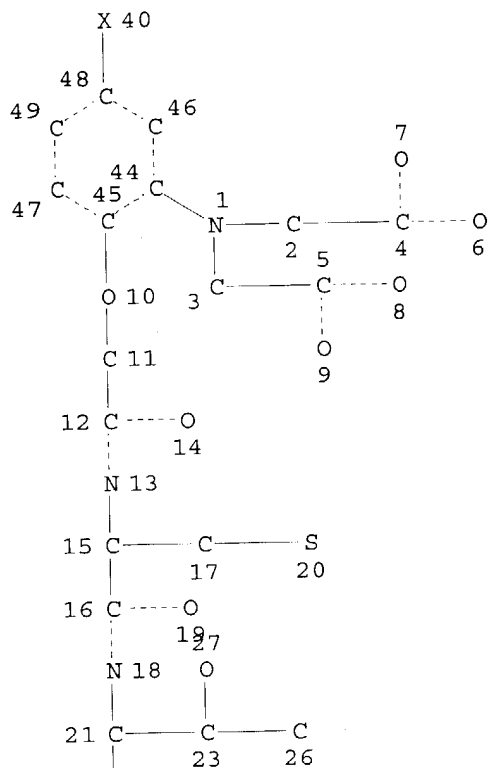 X 40
48
49 C 46
C C
7
O
44 1
C 45 C
47 C N C C O
2 4 6
5
O 10 C C O
3 8
C 11 O
9
12 C O
14
N 13
15 C C S
17 20
16 C O
19
27
N 18 O
21 C C C
23 26